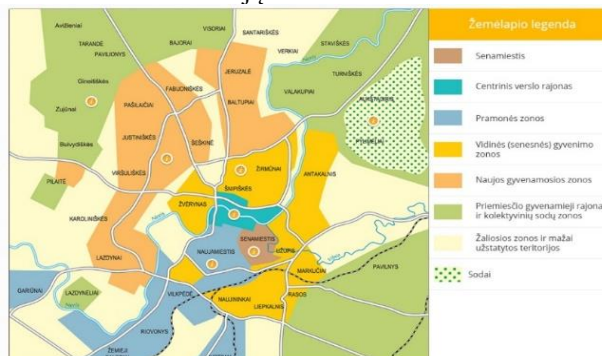 Avižieniai
TARANDĖ
PAVILIONYS
VISORIAI
BAJORAI
SANTARIŠKĖS
VERKIAI
STAVIŠKĖS
TURNIŠKĖS
Gineitiškės
FABIJONIŠKĖS
JERUZALĖ
Zujūnai
PAŠILAIČIAI
VALAKUPIAI
BALTUPIAI
JUSTINIŠKĖS
ŠEŠKINĖ
Buivydiškės
VIRŠULIŠKĖS
ŽIRMŪNAI
ANTAKALNIS
PILAITĖ
ŠNIPIŠKĖS
ŽVĖRYNAS
KAROLINIŠKĖS
SENAMIESTIS
NAUJAMIESTIS
UŽUPIS
LAZDYNAI
MARKUČIAI
PAVILNYS
GARIŪNAI
LAZDYNĖLIAI
VILKPĖDĖ
NAUJININKAI
RASOS
LIEPKALNIS
RIOVONYS
ŽEMIEJI
Žemėlapio legenda
Senamiestis
Centrinis verslo rajonas
Pramonės zonos
Vidinės (senesnės) gyvenimo
zonos
Naujos gyvenamosios zonos
Priemiesčio gyvenamieji rajonai
ir kolektyvinių sodų zonos
Žaliosios zonos ir mažai
užstatytos teritorijos
Sodai